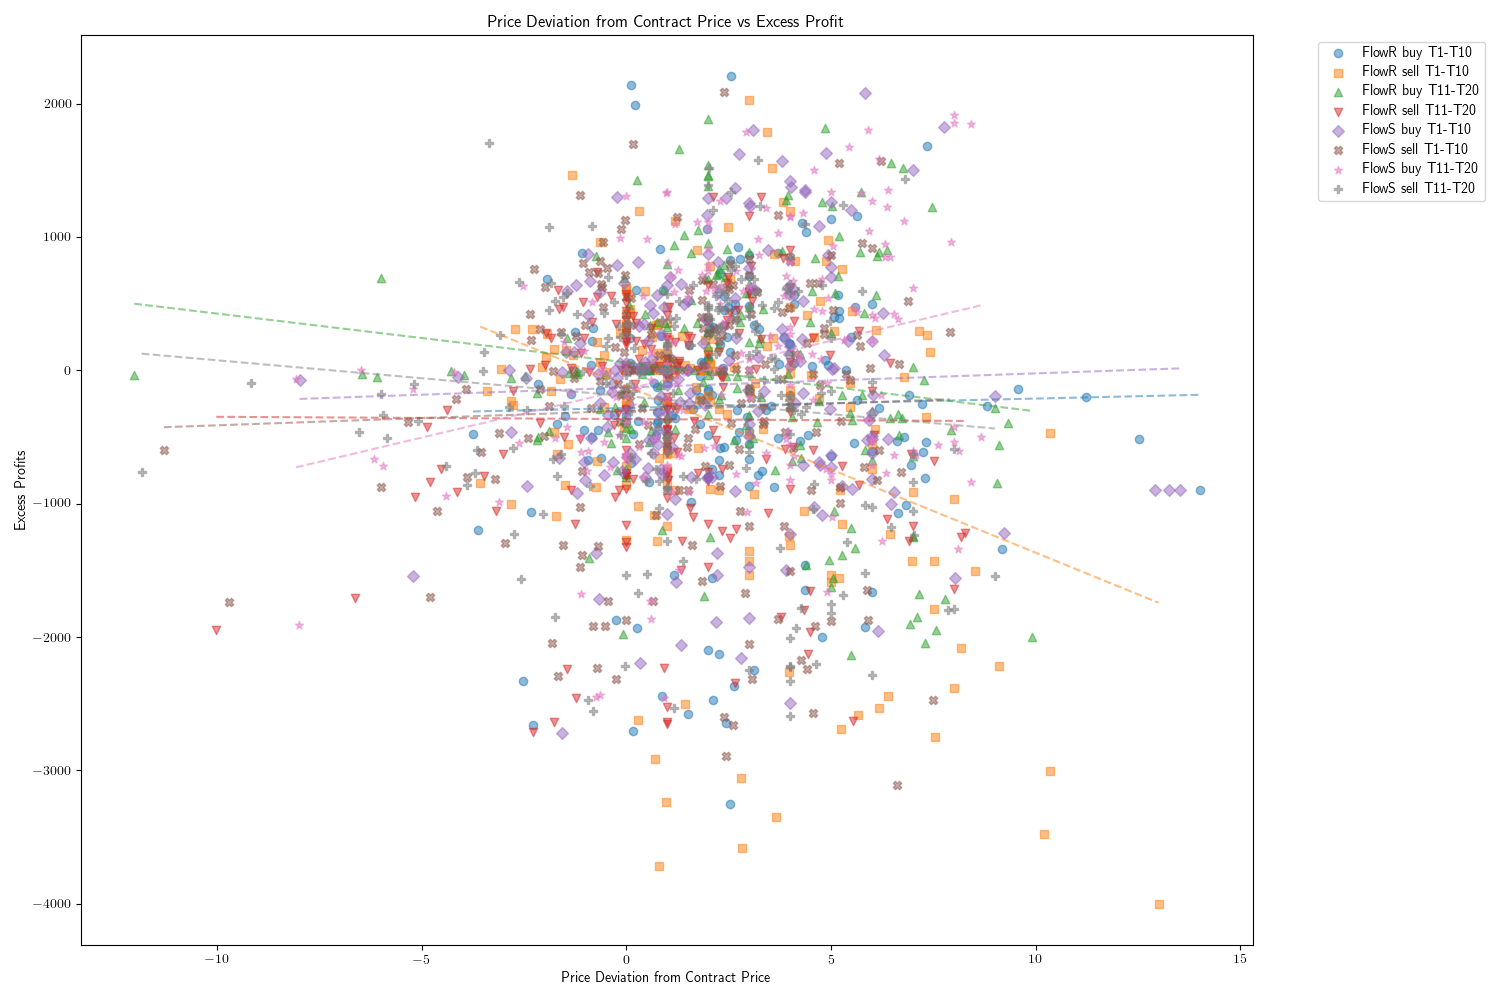 Price Deviation from Contract Price vs Excess Profit
FlowR buy T1-T10
FlowR sell T1-T10
FlowR buy T11-T20
FlowR sell T11-T20
FlowS buy T1-T10
FlowS sell T1-T10
FlowS buy T11-T20
FlowS sell T11-T20
Excess Profits
2000
1000
0
−1000
−2000
−3000
−4000
−10 −5 0 5 10 15
Price Deviation from Contract Price